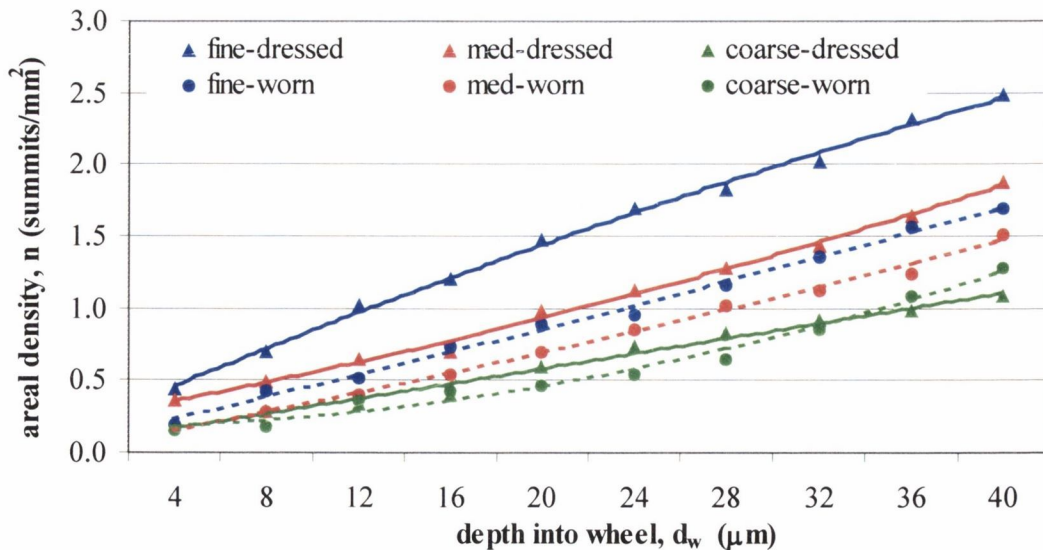 areal density, n (summits/mm²)
3.0
2.5
2.0
1.5
1.0
0.5
0.0
fine-dressed med-dressed coarse-dressed
fine-worn med-worn coarse-worn
4 8 12 16 20 24 28 32 36 40
depth into wheel, d_w (μm)